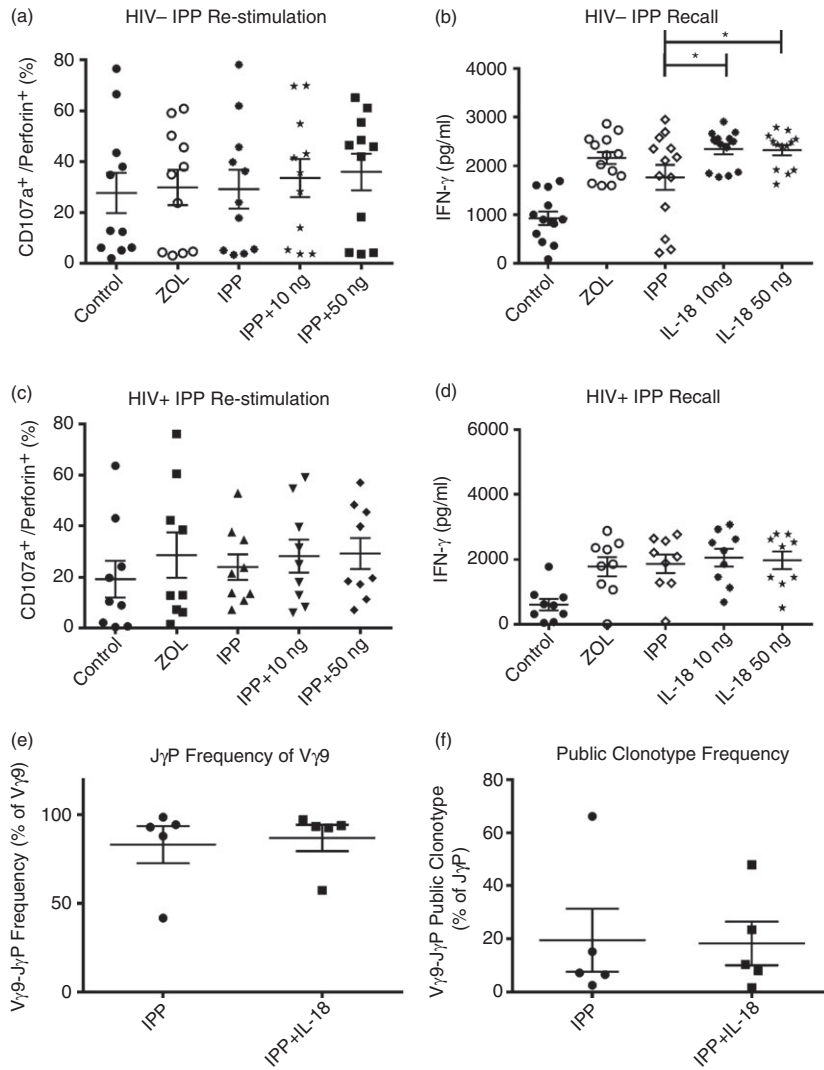 (a)
HIV– IPP Re-stimulation
CD107a+ /Perforin+ (%)
80
60
40
20
0
Control
ZOL
IPP
IPP+10 ng
IPP+50 ng
(b)
HIV– IPP Recall
*
*
IFN-γ (pg/ml)
4000
3000
2000
1000
0
Control
ZOL
IPP
IL-18 10ng
IL-18 50 ng
(c)
HIV+ IPP Re-stimulation
CD107a+ /Perforin+ (%)
80
60
40
20
0
Control
ZOL
IPP
IPP+10 ng
IPP+50 ng
(d)
HIV+ IPP Recall
IFN-γ (pg/ml)
6000
4000
2000
0
Control
ZOL
IPP
IL-18 10 ng
IL-18 50 ng
(e)
JγP Frequency of Vγ9
Vγ9-JγP Frequency (% of Vγ9)
100
50
0
IPP
IPP+IL-18
(f)
Public Clonotype Frequency
Vγ9-JγP Public Clonotype
(% of JγP)
80
60
40
20
0
IPP
IPP+IL-18